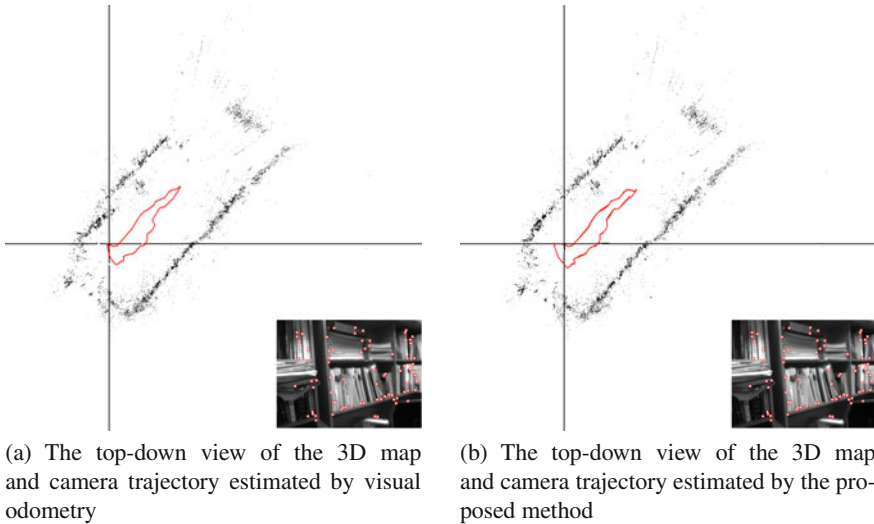 (a) The top-down view of the 3D map
and camera trajectory estimated by visual
odometry
(b) The top-down view of the 3D map
and camera trajectory estimated by the pro-
posed method